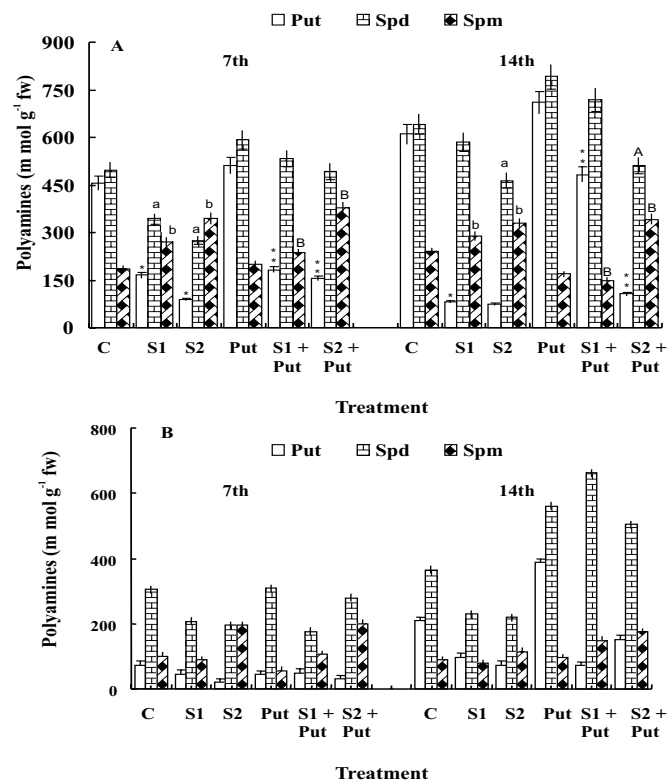 Put Spd Spm
A
7th 14th
900
750
600
450
300
150
0
Polyamines (m mol g-1 fw)
a b a b b a b A
* * ** B ** B * ** B ** B
C S1 S2 Put S1 + Put S2 + Put C S1 S2 Put S1 + Put S2 + Put
Treatment
B
Put Spd Spm
7th 14th
800
600
400
200
0
Polyamines (m mol g-1 fw)
C S1 S2 Put S1 + Put S2 + Put C S1 S2 Put S1 + Put S2 + Put
Treatment